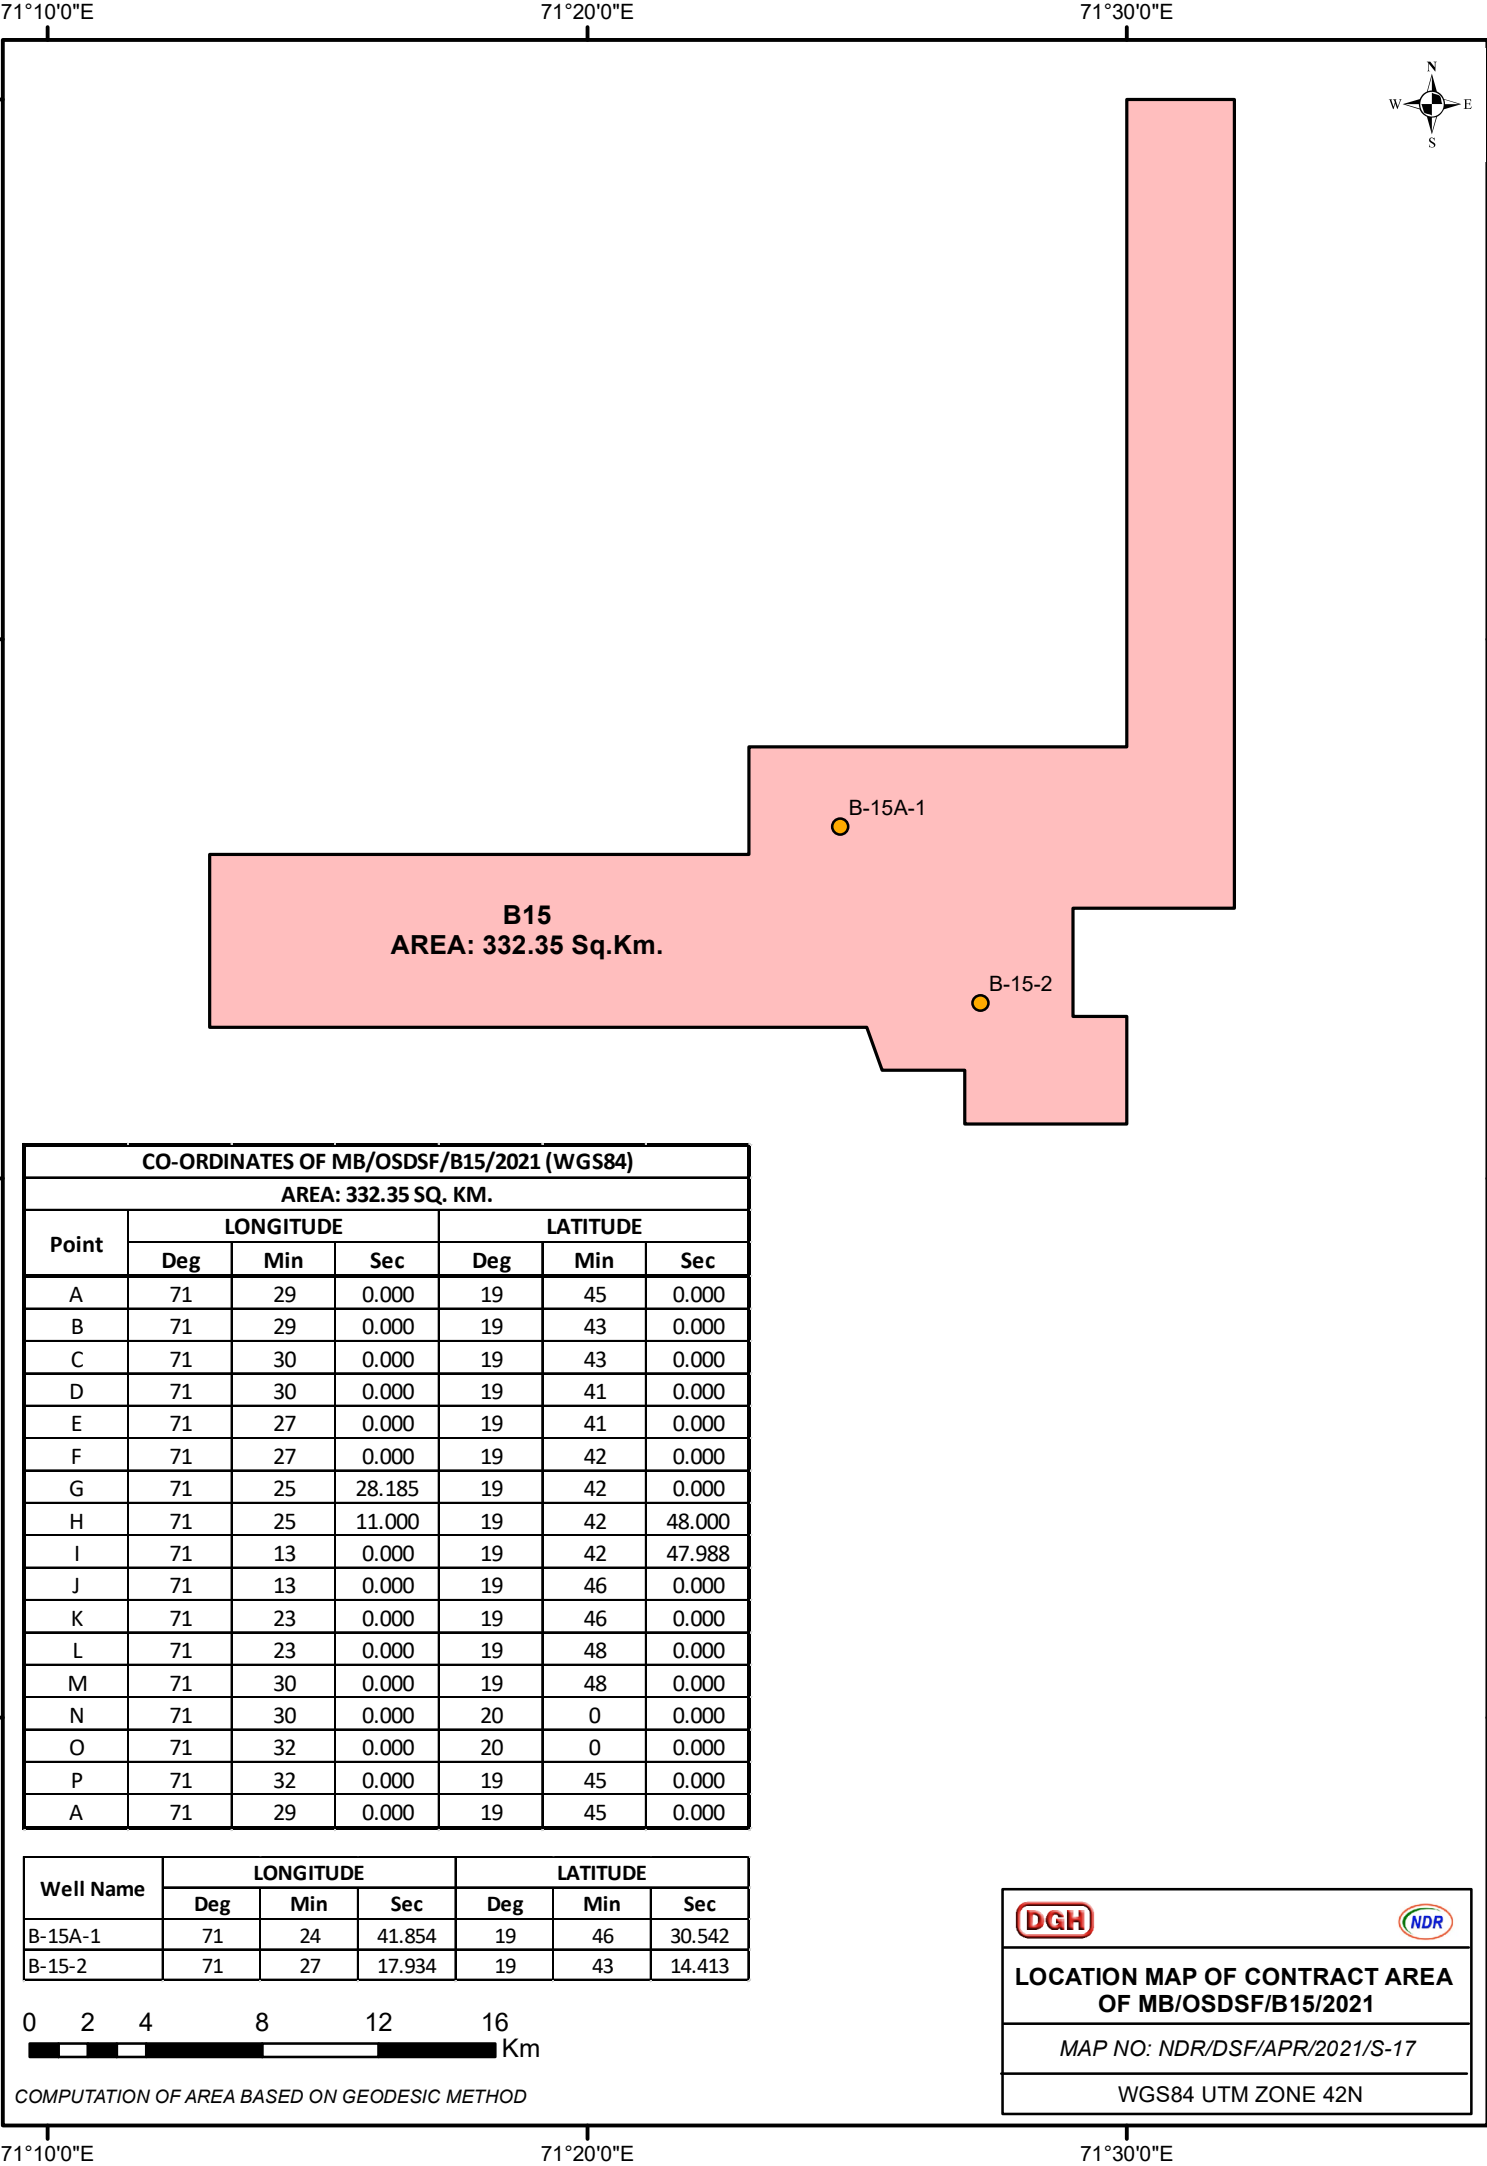 71°10'0"E 71°20'0"E 71°30'0"E
N
W E
S
B-15A-1
B15
AREA: 332.35 Sq.Km.
B-15-2
CO-ORDINATES OF MB/OSDSF/B15/2021 (WGS84)
AREA: 332.35 SQ. KM.
Point LONGITUDE LATITUDE
Deg Min Sec Deg Min Sec
A 71 29 0.000 19 45 0.000
B 71 29 0.000 19 43 0.000
C 71 30 0.000 19 43 0.000
D 71 30 0.000 19 41 0.000
E 71 27 0.000 19 41 0.000
F 71 27 0.000 19 42 0.000
G 71 25 28.185 19 42 0.000
H 71 25 11.000 19 42 48.000
I 71 13 0.000 19 42 47.988
J 71 13 0.000 19 46 0.000
K 71 23 0.000 19 46 0.000
L 71 23 0.000 19 48 0.000
M 71 30 0.000 19 48 0.000
N 71 30 0.000 20 0 0.000
O 71 32 0.000 20 0 0.000
P 71 32 0.000 19 45 0.000
A 71 29 0.000 19 45 0.000
Well Name LONGITUDE LATITUDE
Deg Min Sec Deg Min Sec
B-15A-1 71 24 41.854 19 46 30.542
B-15-2 71 27 17.934 19 43 14.413
0 2 4 8 12 16
Km
COMPUTATION OF AREA BASED ON GEODESIC METHOD
DGH NDR
LOCATION MAP OF CONTRACT AREA
OF MB/OSDSF/B15/2021
MAP NO: NDR/DSF/APR/2021/S-17
WGS84 UTM ZONE 42N
71°10'0"E 71°20'0"E 71°30'0"E